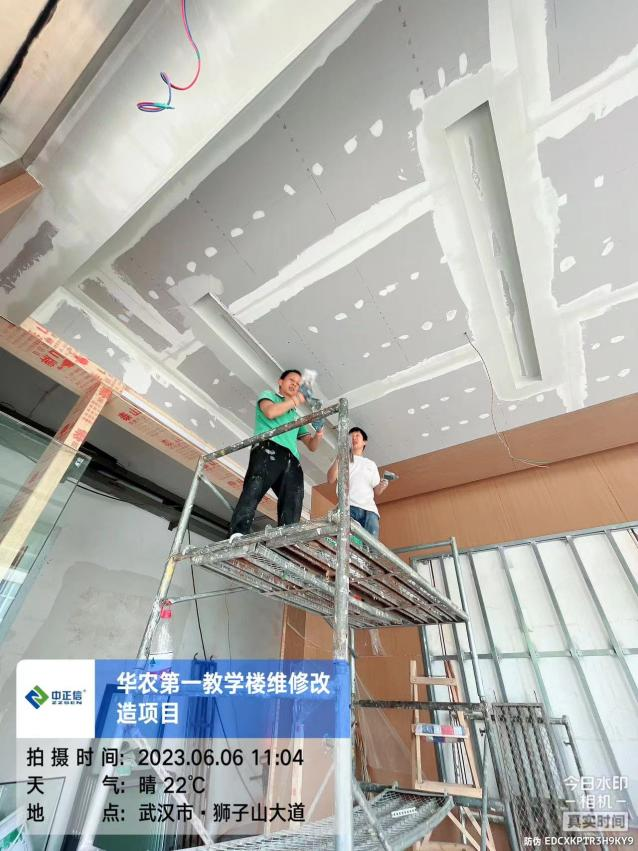 中正信
ZZSEN
华农第一教学楼维修改
造项目
拍摄时间: 2023.06.06 11:04
天气: 晴 22℃
地点: 武汉市·狮子山大道
今日水印
相机
真实时间
防伪 EDCXKPTR3H9KY9